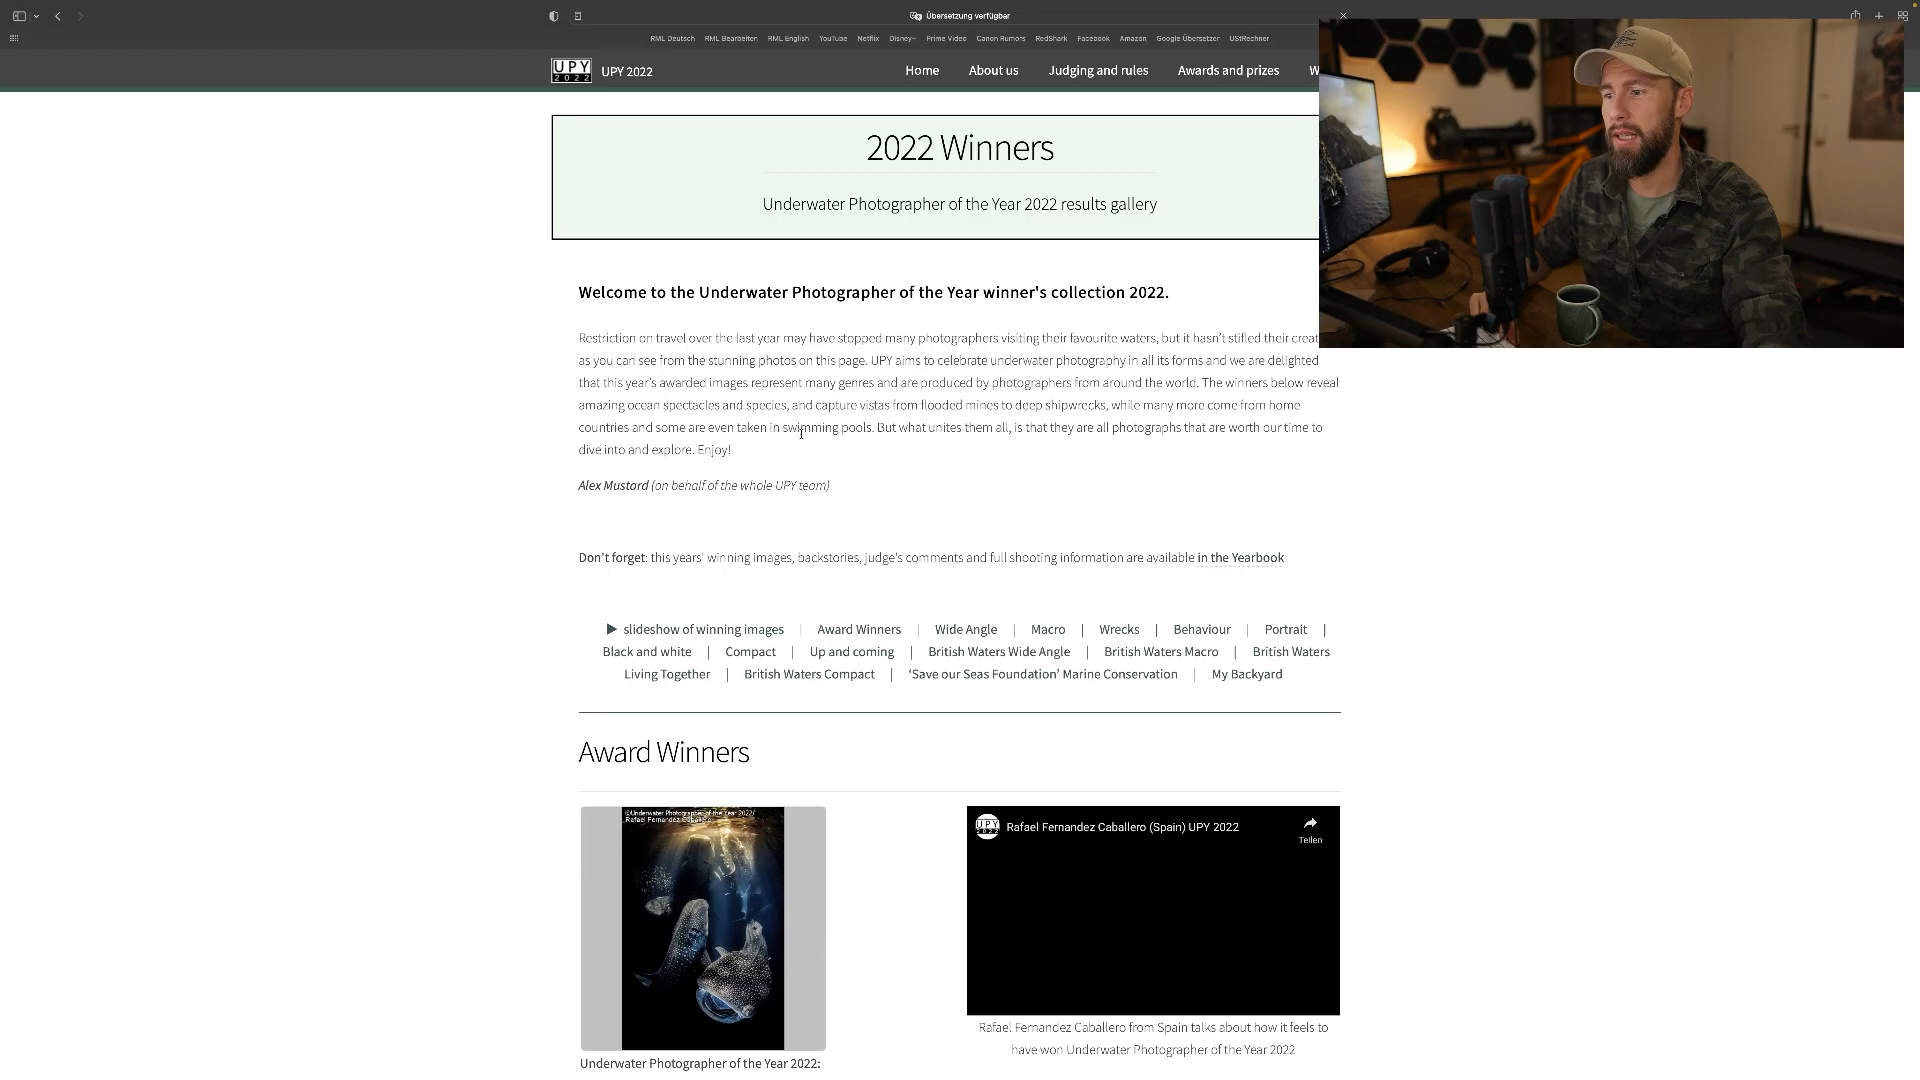 Übersetzung verfügbar
RML Deutsch RML Bearbeiten RML English YouTube Netflix Disney+ Prime Video Canon Rumors RedShark Facebook Amazon Google Übersetzer UStRechner
UPY 2022 UPY 2022 Home About us Judging and rules Awards and prizes W
2022 Winners
Underwater Photographer of the Year 2022 results gallery
Welcome to the Underwater Photographer of the Year winner's collection 2022.
Restriction on travel over the last year may have stopped many photographers visiting their favourite waters, but it hasn’t stifled their creat
as you can see from the stunning photos on this page. UPY aims to celebrate underwater photography in all its forms and we are delighted
that this year’s awarded images represent many genres and are produced by photographers from around the world. The winners below reveal
amazing ocean spectacles and species, and capture vistas from flooded mines to deep shipwrecks, while many more come from home
countries and some are even taken in swimming pools. But what unites them all, is that they are all photographs that are worth our time to
dive into and explore. Enjoy!
Alex Mustard (on behalf of the whole UPY team)
Don't forget: this years' winning images, backstories, judge's comments and full shooting information are available in the Yearbook
slideshow of winning images | Award Winners | Wide Angle | Macro | Wrecks | Behaviour | Portrait |
Black and white | Compact | Up and coming | British Waters Wide Angle | British Waters Macro | British Waters
Living Together | British Waters Compact | ‘Save our Seas Foundation’ Marine Conservation | My Backyard
Award Winners
©Underwater Photographer of the Year 2022/
Rafael Fernandez Caballero
UPY 2022 Rafael Fernandez Caballero (Spain) UPY 2022
Teilen
Rafael Fernandez Caballero from Spain talks about how it feels to
have won Underwater Photographer of the Year 2022
Underwater Photographer of the Year 2022: